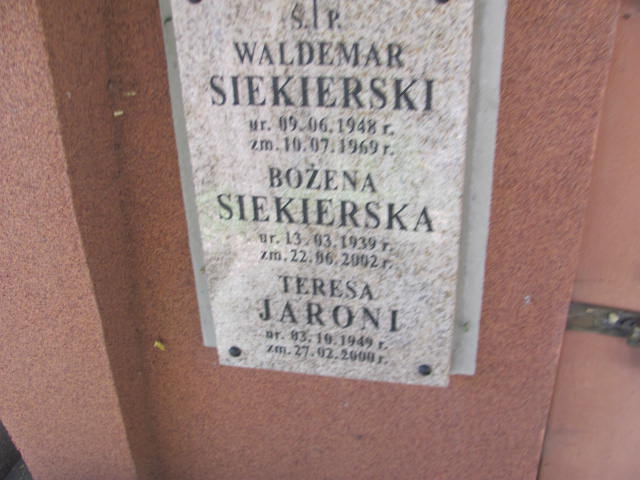 Ś. P.
WALDEMAR
SIEKIERSKI
ur. 09.06.1948 r.
zm. 10.07.1969 r.
BOŻENA
SIEKIERSKA
ur. 13.03.1939 r.
zm. 22.06.2002 r.
TERESA
JARONI
ur. 03.10.1949 r.
zm. 27.02.2000 r.